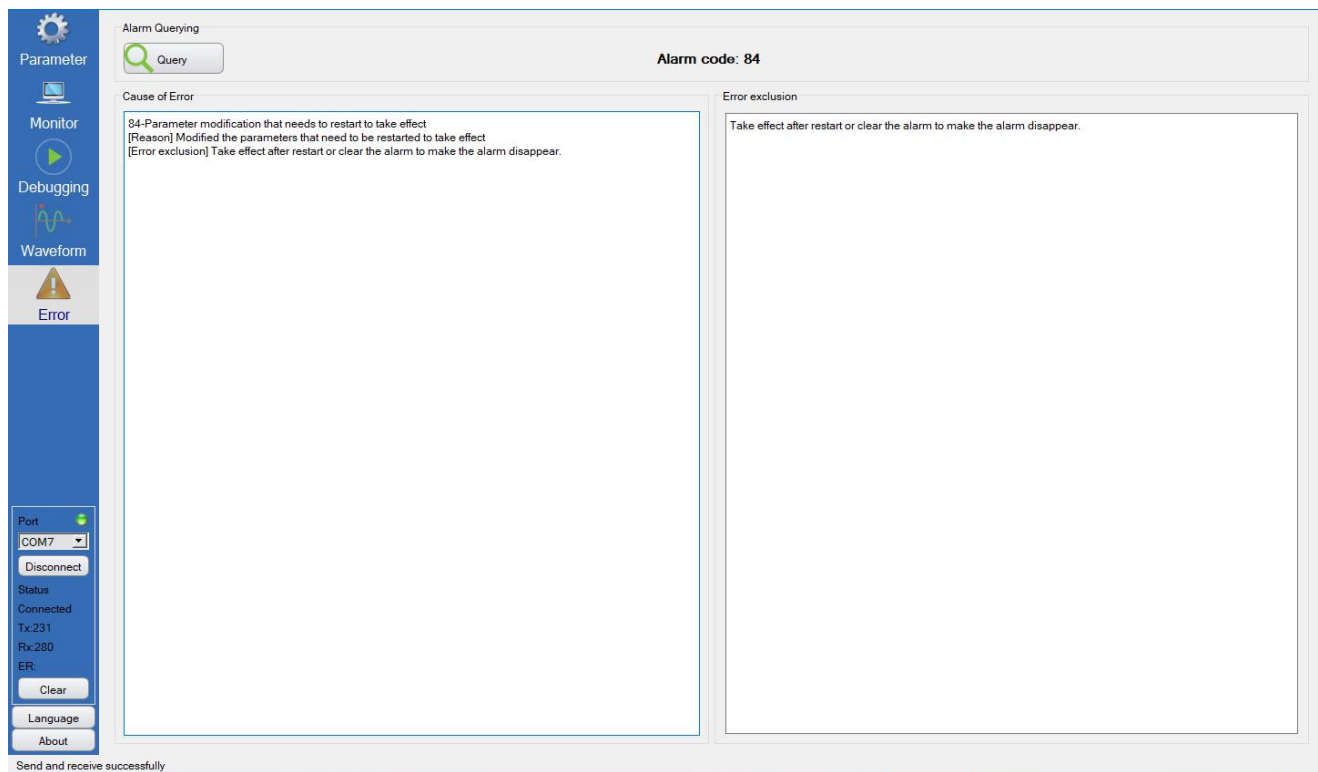 Parameter
Monitor
Debugging
Waveform
Error
Port
COM7
Disconnect
Status
Connected
Tx:231
Rx:280
ER:
Clear
Language
About
Alarm Querying
Query
Alarm code: 84
Cause of Error
84-Parameter modification that needs to restart to take effect
[Reason] Modified the parameters that need to be restarted to take effect
[Error exclusion] Take effect after restart or clear the alarm to make the alarm disappear.
Error exclusion
Take effect after restart or clear the alarm to make the alarm disappear.
Send and receive successfully